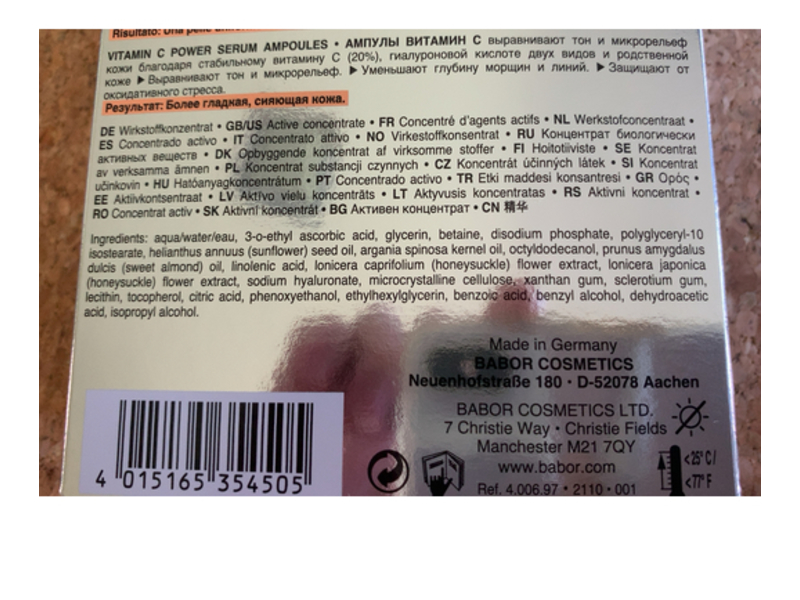 Risultato: Una pelle
VITAMIN C POWER SERUM AMPOULES • АМПУЛЫ ВИТАМИН С выравнивают тон и микрорельеф
кожи благодаря стабильному витамину С (20%), гиалуроновой кислоте двух видов и родственной
коже ▶ Выравнивают тон и микрорельеф. ▶ Уменьшают глубину морщин и линий. ▶ Защищают от
оксидативного стресса.
Результат: Более гладкая, сияющая кожа.
DE Wirkstoffkonzentrat • GB/US Active concentrate • FR Concentré d'agents actifs • NL Werkstofconcentraat •
ES Concentrado activo • IT Concentrato attivo • NO Virkestoffkonsentrat • RU Концентрат биологически
активных веществ • DK Opbyggende koncentrat af virksomme stoffer • FI Hoitotiiviste • SE Koncentrat
av verksamma ämnen • PL Koncentrat substancji czynnych • CZ Koncentrát účinných látek • SI Koncentrat
učinkovin • HU Hatóanyagkoncentrátum • PT Concentrado activo • TR Etki maddesi konsantresi • GR Ορός •
EE Aktiivkontsentraat • LV Aktīvo vielu koncentrāts • LT Aktyvusis koncentratas • RS Aktivni koncentrat •
RO Concentrat activ • SK Aktívni koncentrát • BG Активен концентрат • CN 精华
Ingredients: aqua/water/eau, 3-o-ethyl ascorbic acid, glycerin, betaine, disodium phosphate, polyglyceryl-10
isostearate, helianthus annuus (sunflower) seed oil, argania spinosa kernel oil, octyldodecanol, prunus amygdalus
dulcis (sweet almond) oil, linolenic acid, lonicera caprifolium (honeysuckle) flower extract, lonicera japonica
(honeysuckle) flower extract, sodium hyaluronate, microcrystalline cellulose, xanthan gum, sclerotium gum,
lecithin, tocopherol, citric acid, phenoxyethanol, ethylhexylglycerin, benzoic acid, benzyl alcohol, dehydroacetic
acid, isopropyl alcohol.
Made in Germany
BABOR COSMETICS
Neuenhofstraße 180 • D-52078 Aachen
BABOR COSMETICS LTD.
7 Christie Way • Christie Fields
Manchester M21 7QY
www.babor.com
Ref. 4.006.97 • 2110 • 001
<25° C/
<77° F
4 015165 354505